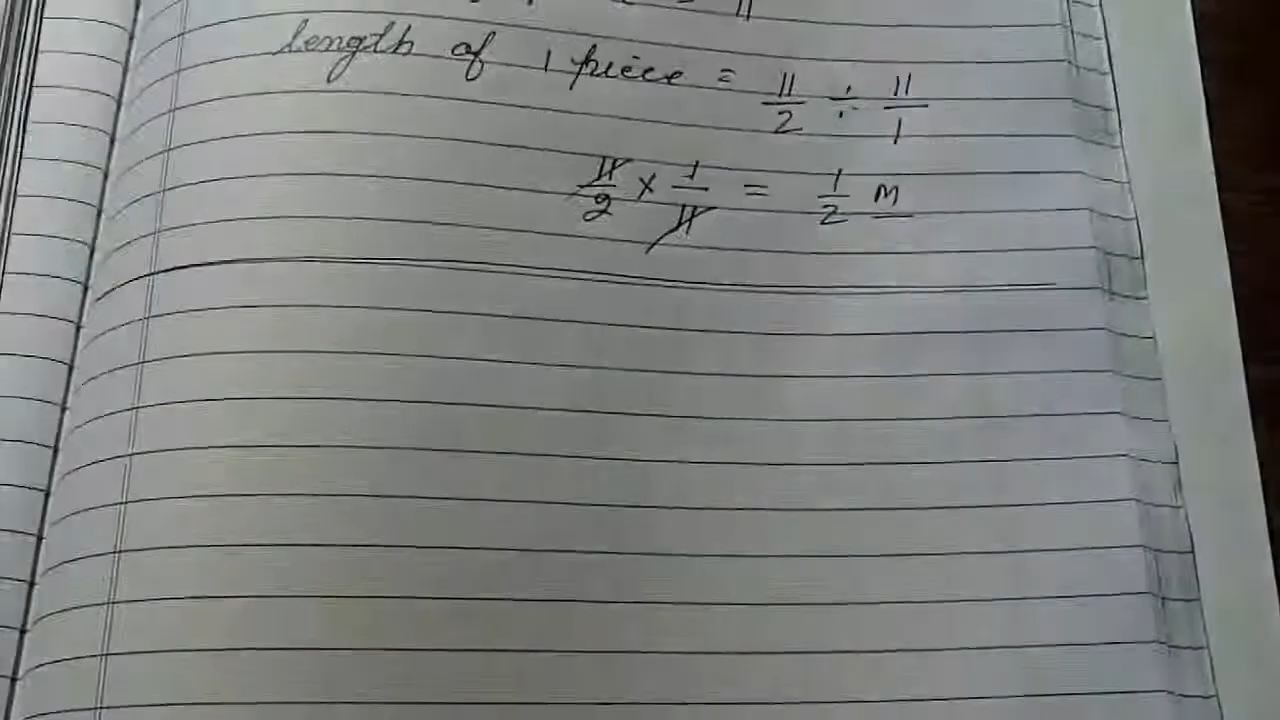 length of 1 piece = 11/2 ÷ 11/1
11/2 × 1/11 = 1/2 m